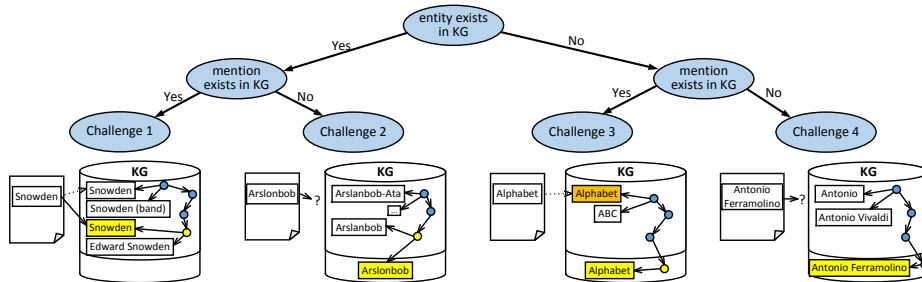 entity exists
in KG
Yes
No
mention
exists in KG
mention
exists in KG
Yes
No
Yes
No
Challenge 1
Challenge 2
Challenge 3
Challenge 4
KG
Snowden
Snowden
Snowden (band)
Snowden
Edward Snowden
KG
Arslonbob
?
Arslanbob-Ata
...
Arslanbob
Arslonbob
KG
Alphabet
Alphabet
ABC
Alphabet
KG
Antonio
Ferramolino
?
Antonio
Antonio Vivaldi
Antonio Ferramolino